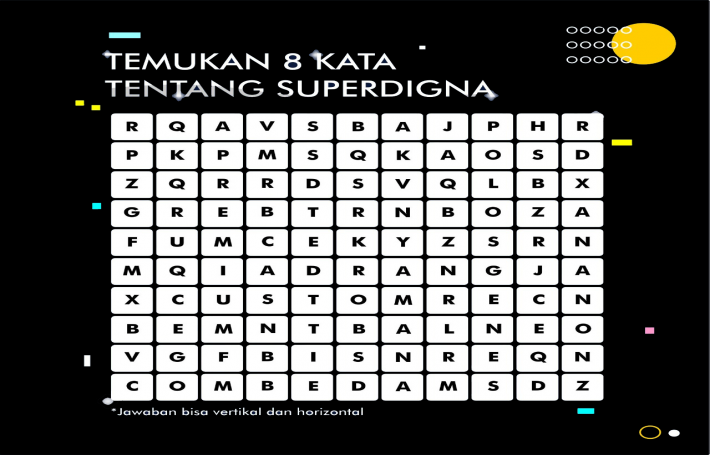 TEMUKAN 8 KATA
TENTANG SUPERDIGNA
R Q A V S B A J P H R
P K P M S Q K A O S D
Z Q R R D S V Q L B X
G R E B T R N B O Z A
F U M C E K Y Z S R N
M Q I A D R A N G J A
X C U S T O M R E C N
B E M N T B A L N E O
V G F B I S N R E Q N
C O M B E D A M S D Z
*Jawaban bisa vertikal dan horizontal